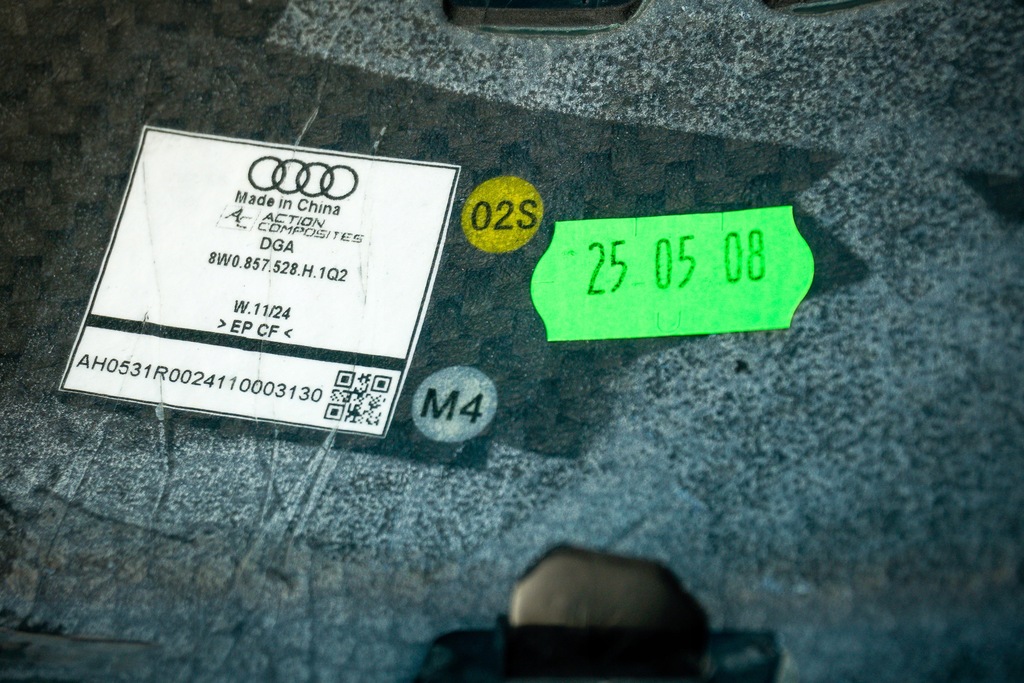 Made in China
AC ACTION
COMPOSITES
DGA
8W0.857.528.H.1Q2
W.11/24
> EP CF <
AH0531R0024110003130
02S
M4
25 05 08